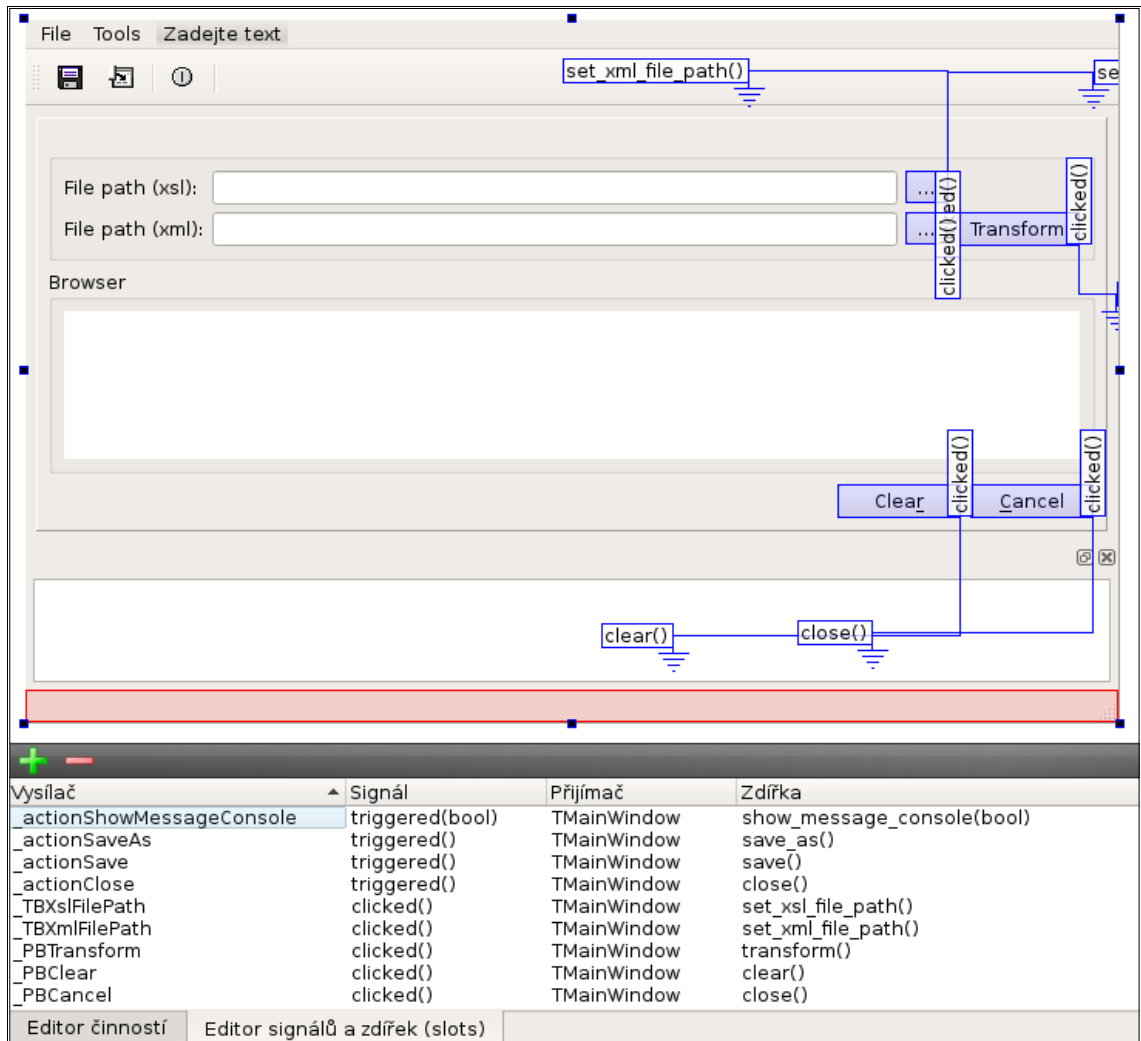 File Tools Zadejte text
set_xml_file_path()
se
File path (xsl): ...
ed()
clicked()
File path (xml): ... Transform
clicked()
Browser
clicked()
clicked()
Clear Cancel
clear()
close()
Vysílač Signál Přijímač Zdířka
_actionShowMessageConsole triggered(bool) TMainWindow show_message_console(bool)
_actionSaveAs triggered() TMainWindow save_as()
_actionSave triggered() TMainWindow save()
_actionClose triggered() TMainWindow close()
_TBXslFilePath clicked() TMainWindow set_xsl_file_path()
_TBXmlFilePath clicked() TMainWindow set_xml_file_path()
_PBTransform clicked() TMainWindow transform()
_PBClear clicked() TMainWindow clear()
_PBCancel clicked() TMainWindow close()
Editor činností Editor signálů a zdířek (slots)